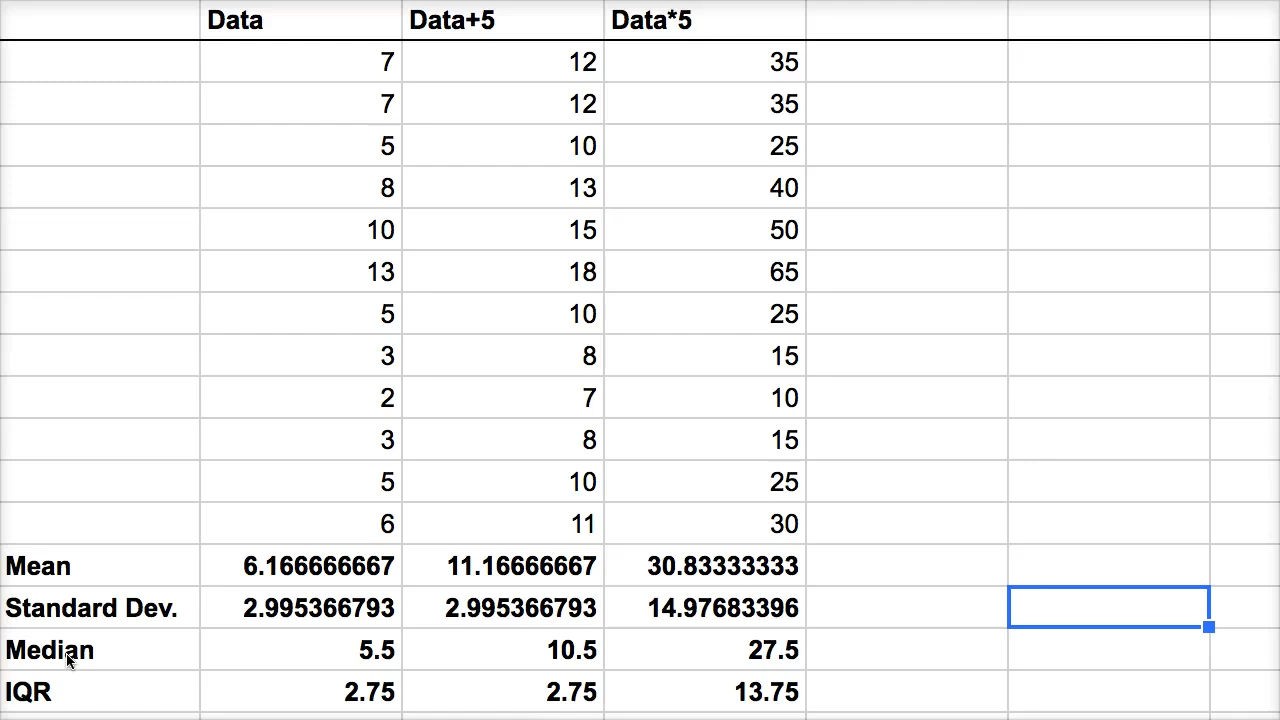 Data Data+5 Data*5
7 12 35
7 12 35
5 10 25
8 13 40
10 15 50
13 18 65
5 10 25
3 8 15
2 7 10
3 8 15
5 10 25
6 11 30
Mean 6.166666667 11.16666667 30.83333333
Standard Dev. 2.995366793 2.995366793 14.97683396
Median 5.5 10.5 27.5
IQR 2.75 2.75 13.75